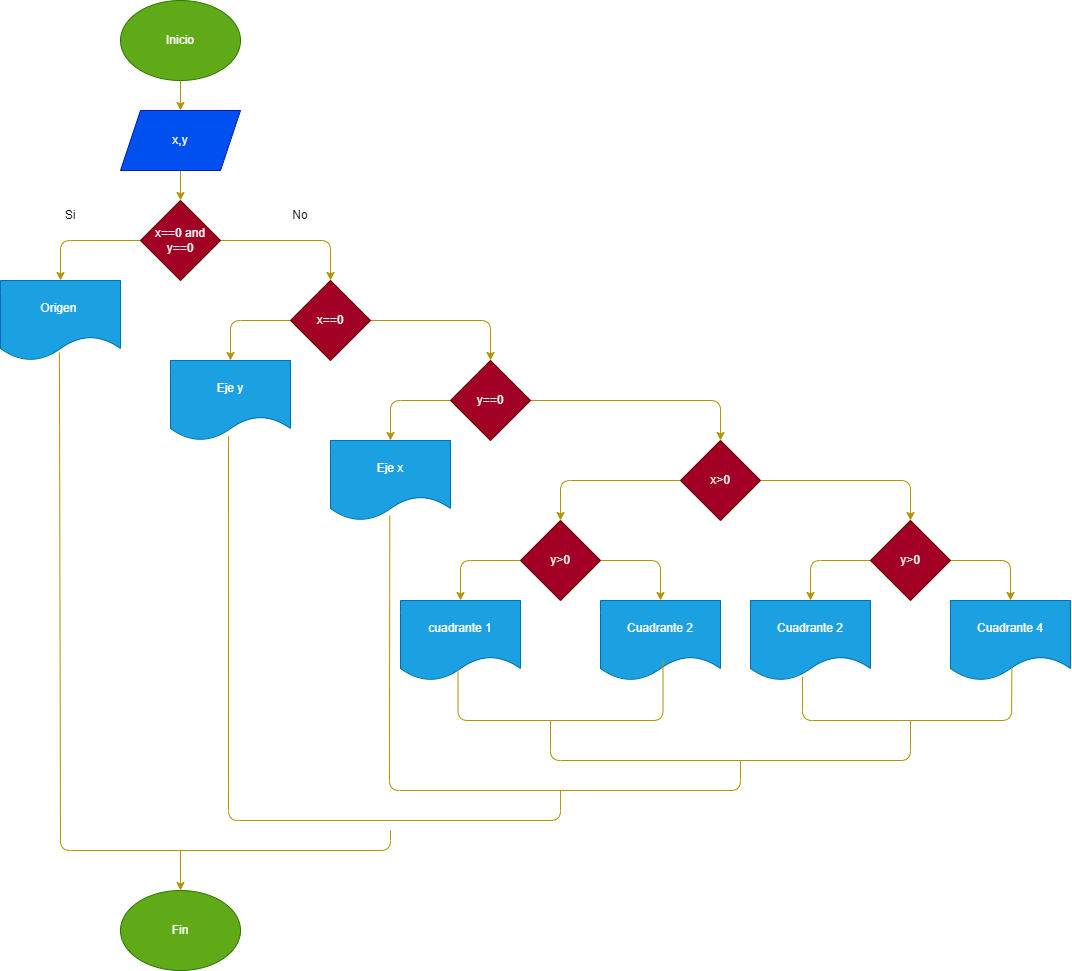 Inicio
x,y
Si
No
x==0 and
y==0
Origen
x==0
Eje y
y==0
Eje x
x>0
y>0
y>0
cuadrante 1
Cuadrante 2
Cuadrante 2
Cuadrante 4
Fin